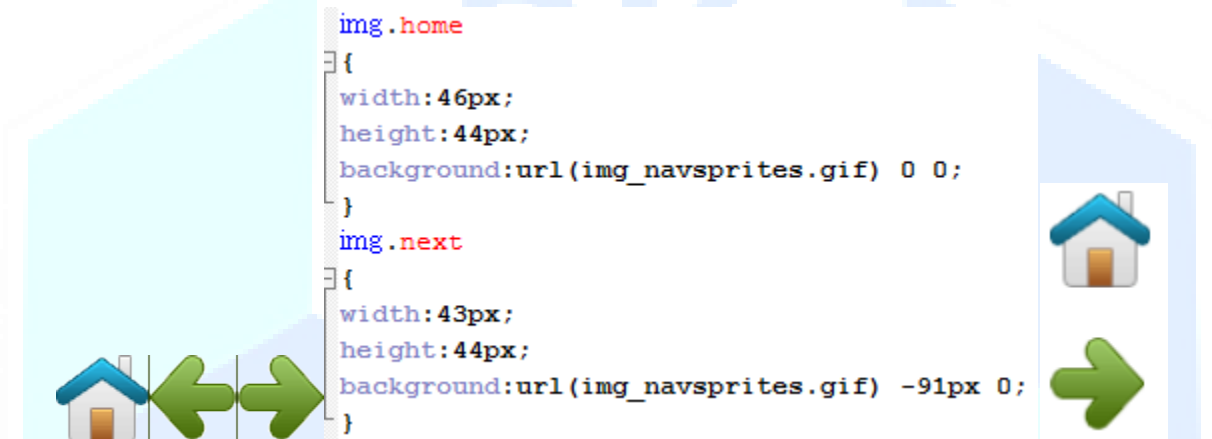 img.home
{
width:46px;
height:44px;
background:url(img_navsprites.gif) 0 0;
}
img.next
{
width:43px;
height:44px;
background:url(img_navsprites.gif) -91px 0;
}